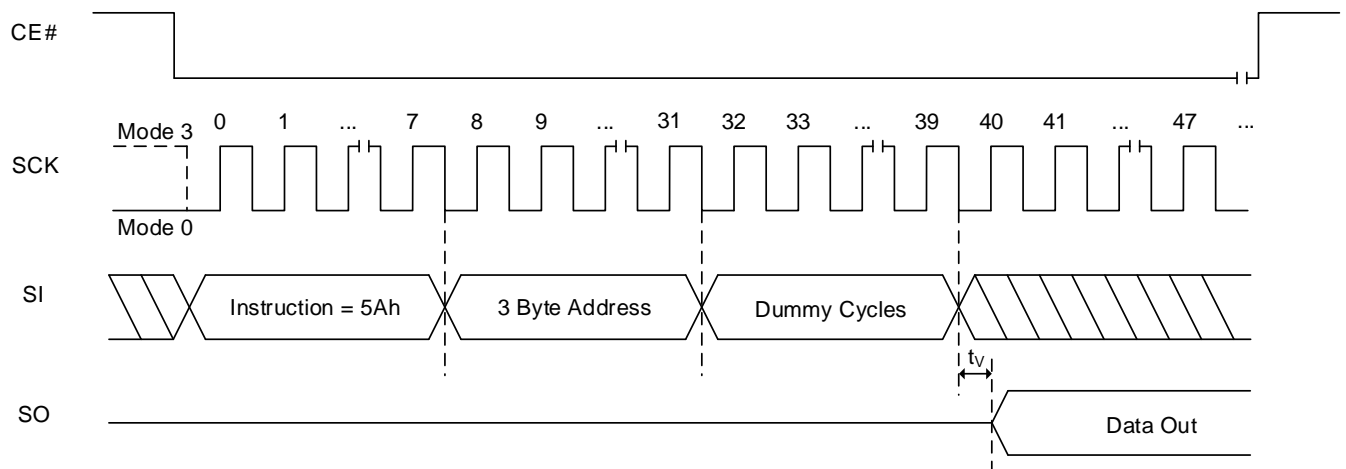 CE#
0 1 ... 7 8 9 ... 31 32 33 ... 39 40 41 ... 47 ...
Mode 3
SCK
Mode 0
SI
Instruction = 5Ah
3 Byte Address
Dummy Cycles
tV
SO
Data Out